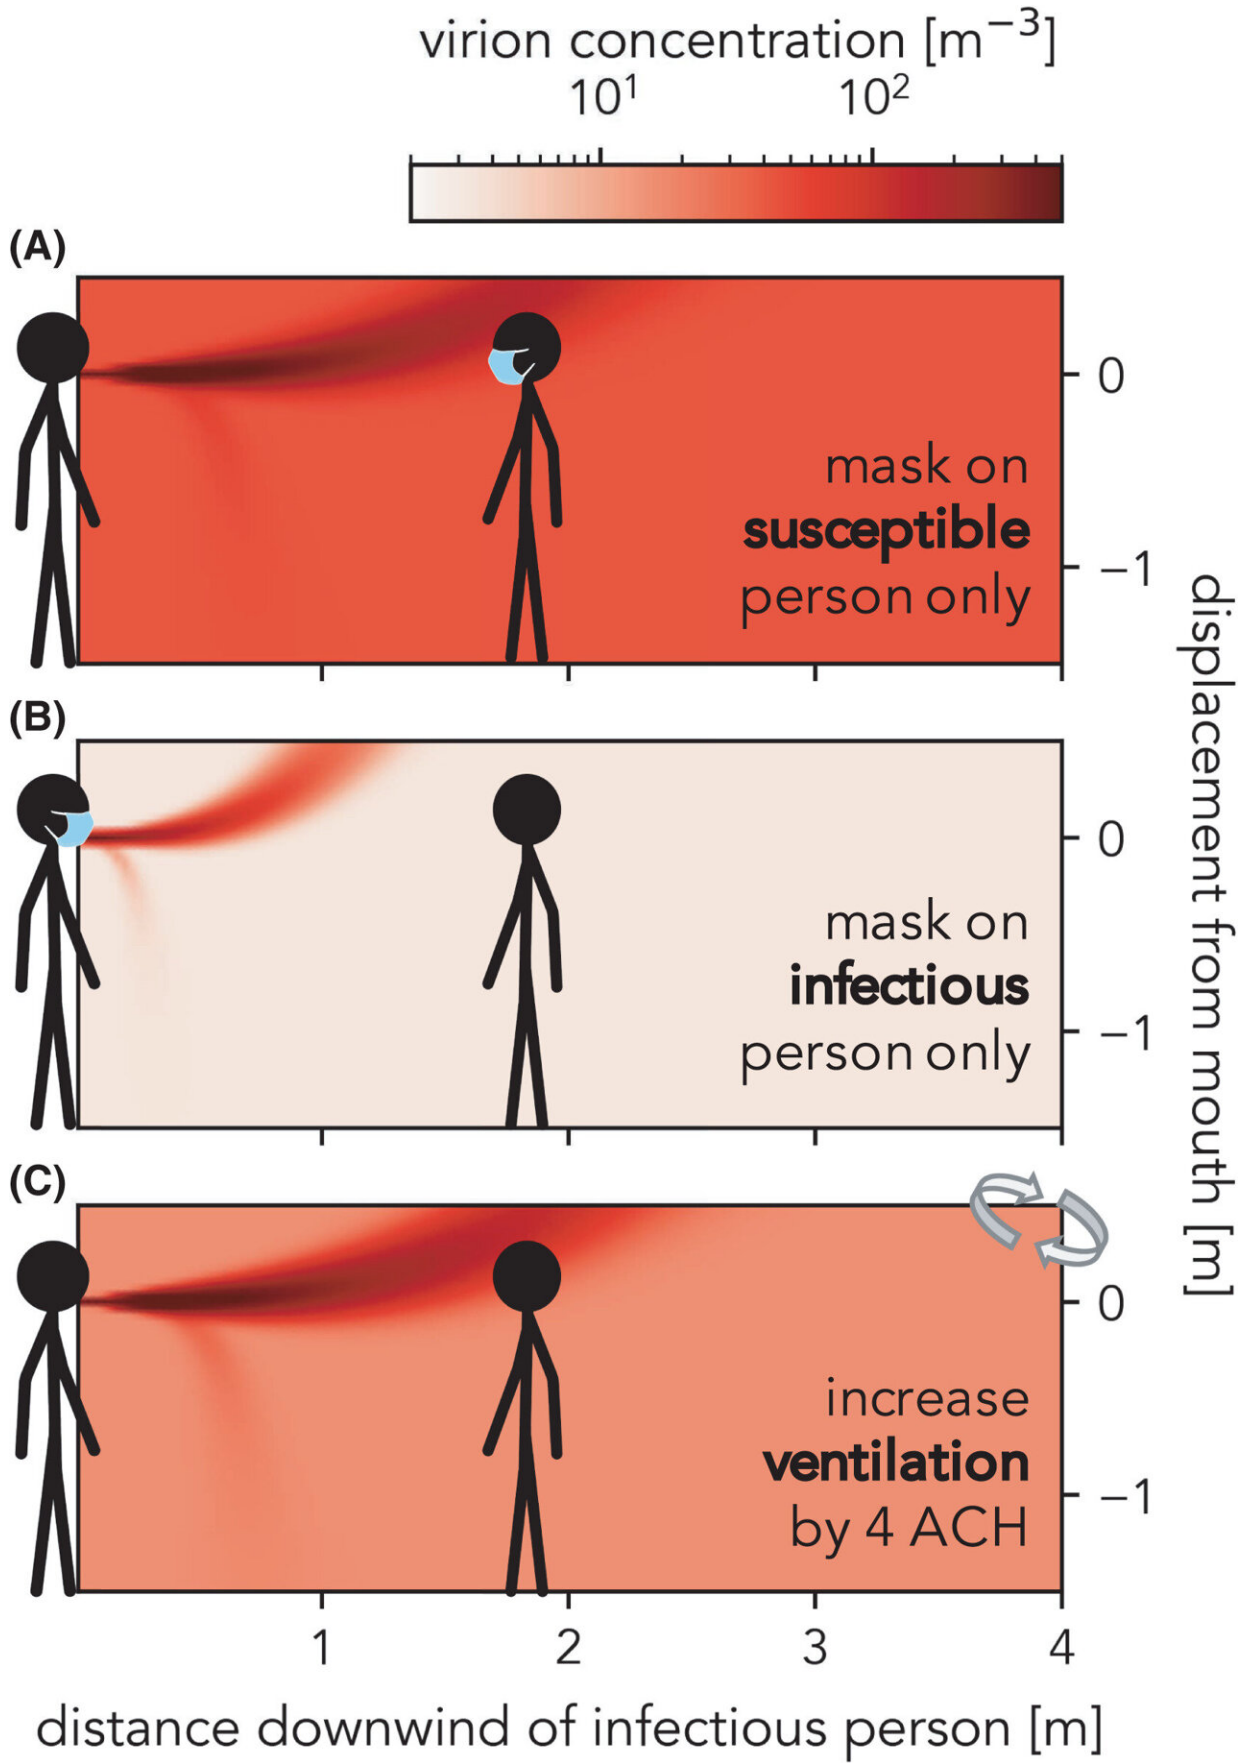 virion concentration [m⁻³]
10¹ 10²
(A)
0
mask on
susceptible
person only
−1
(B)
0
mask on
infectious
person only
−1
(C)
0
increase
ventilation
by 4 ACH
−1
1 2 3 4
distance downwind of infectious person [m]
displacement from mouth [m]